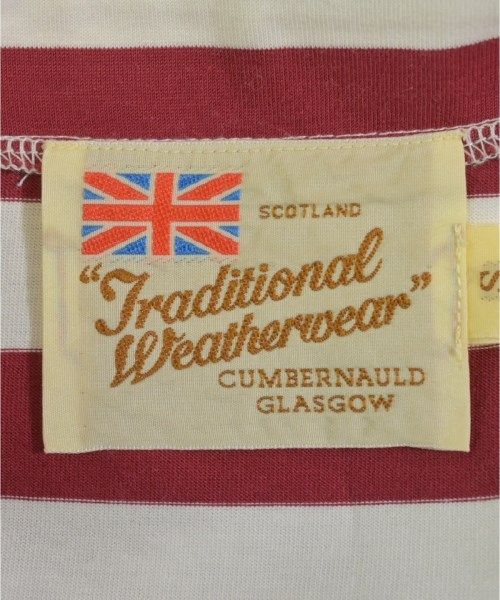 SCOTLAND
“Traditional
Weatherwear”
CUMBERNAULD
GLASGOW
S